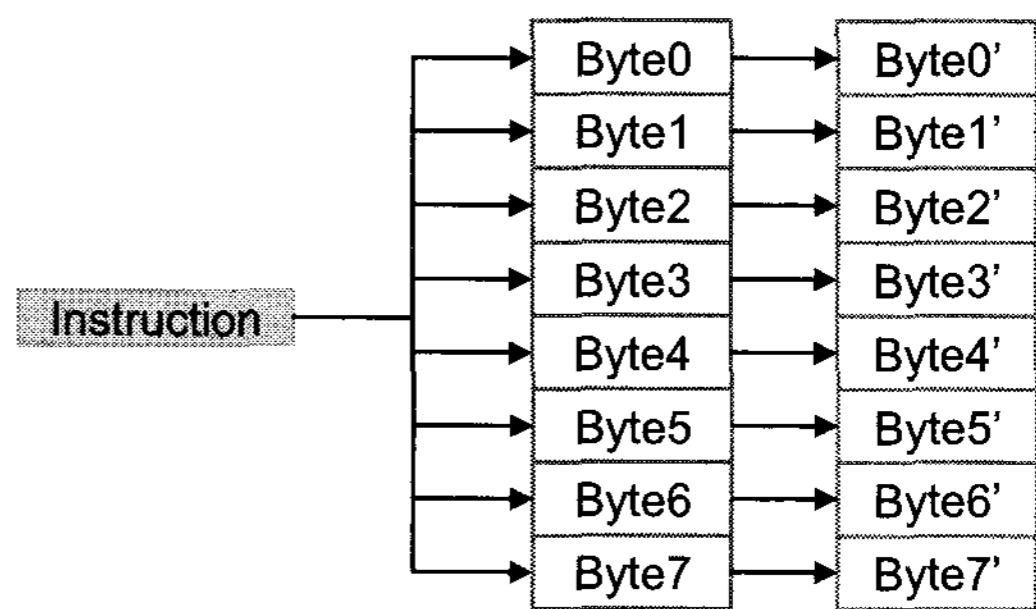 Byte0 Byte0’
Byte1 Byte1’
Byte2 Byte2’
Byte3 Byte3’
Instruction
Byte4 Byte4’
Byte5 Byte5’
Byte6 Byte6’
Byte7 Byte7’